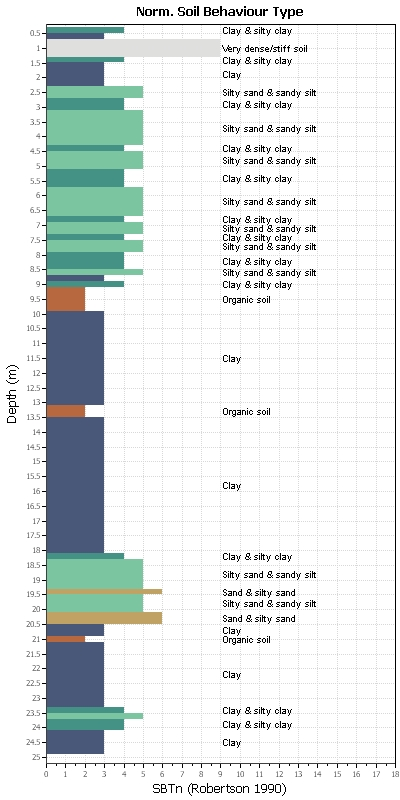 Norm. Soil Behaviour Type
0.5 Clay & silty clay
1 Very dense/stiff soil
1.5 Clay & silty clay
2 Clay
2.5 Silty sand & sandy silt
3 Clay & silty clay
3.5
4 Silty sand & sandy silt
4.5 Clay & silty clay
5 Silty sand & sandy silt
5.5 Clay & silty clay
6
6.5 Silty sand & sandy silt
7 Clay & silty clay
Silty sand & sandy silt
7.5 Clay & silty clay
Silty sand & sandy silt
8 Clay & silty clay
8.5 Silty sand & sandy silt
9 Clay & silty clay
9.5 Organic soil
10
10.5
11
11.5 Clay
12
12.5
13
13.5 Organic soil
14
14.5
15
15.5
16 Clay
16.5
17
17.5
18
18.5 Clay & silty clay
19 Silty sand & sandy silt
19.5 Sand & silty sand
20 Silty sand & sandy silt
20.5 Sand & silty sand
Clay
21 Organic soil
21.5
22
22.5 Clay
23
23.5 Clay & silty clay
24 Clay & silty clay
24.5 Clay
25
Depth (m)
0 1 2 3 4 5 6 7 8 9 10 11 12 13 14 15 16 17 18
SBTn (Robertson 1990)